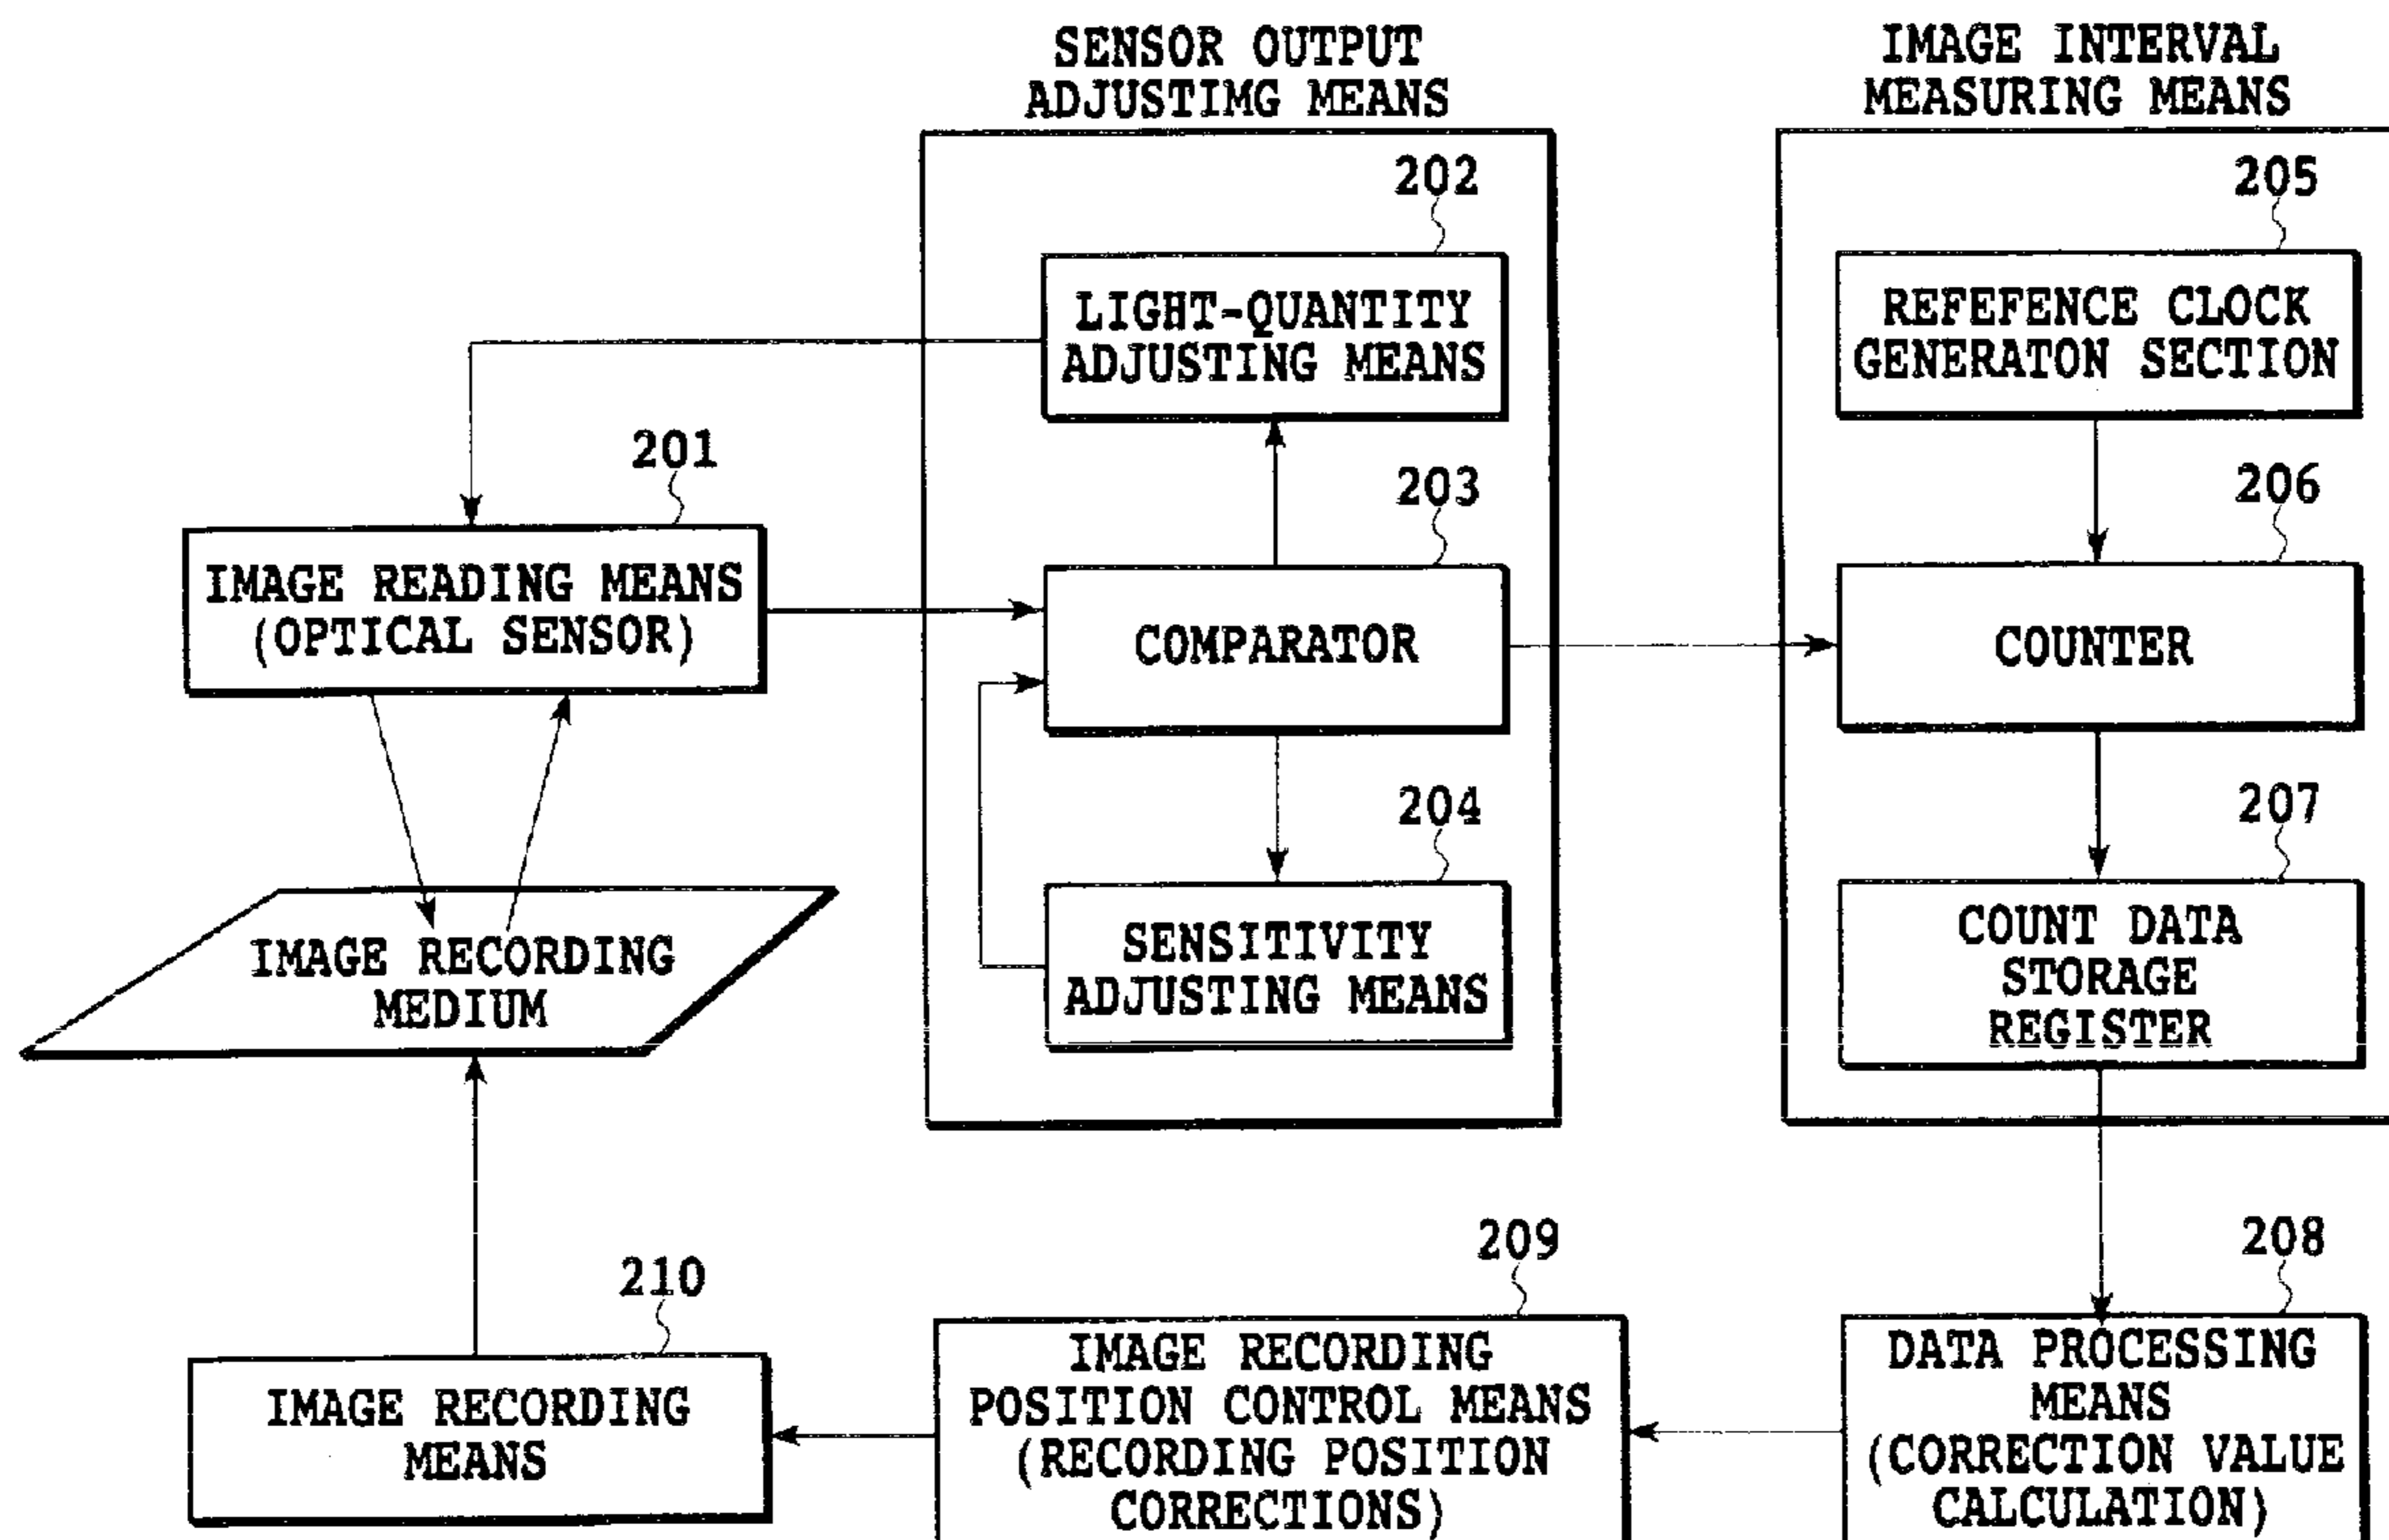 SENSOR OUTPUT
ADJUSTIMG MEANS
IMAGE INTERVAL
MEASURING MEANS
202
LIGHT-QUANTITY
ADJUSTING MEANS
205
REFEFENCE CLOCK
GENERATON SECTION
201
IMAGE READING MEANS
(OPTICAL SENSOR)
203
COMPARATOR
206
COUNTER
204
SENSITIVITY
ADJUSTING MEANS
207
COUNT DATA
STORAGE
REGISTER
IMAGE RECORDING
MEDIUM
210
IMAGE RECORDING
MEANS
209
IMAGE RECORDING
POSITION CONTROL MEANS
(RECORDING POSITION
CORRECTIONS)
208
DATA PROCESSING
MEANS
(CORRECTION VALUE
CALCULATION)